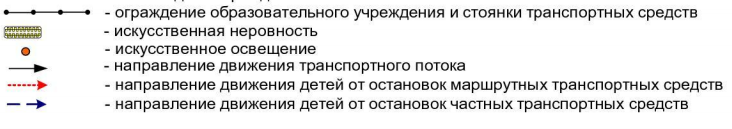 - ограждение образовательного учреждения и стоянки транспортных средств
- искусственная неровность
- искусственное освещение
- направление движения транспортного потока
- направление движения детей от остановок маршрутных транспортных средств
- направление движения детей от остановок частных транспортных средств